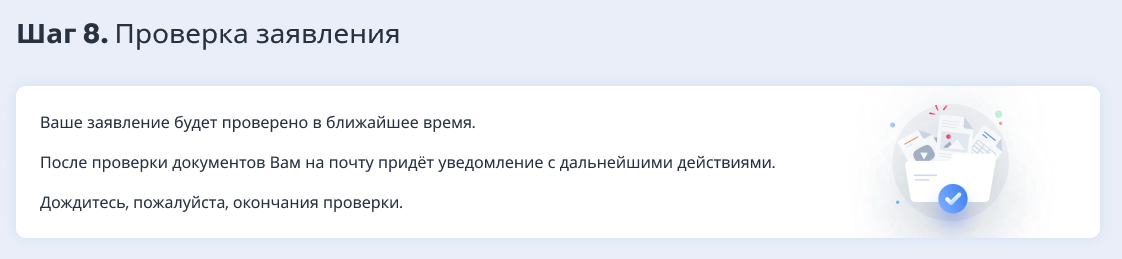 Шаг 8. Проверка заявления
Ваше заявление будет проверено в ближайшее время.
После проверки документов Вам на почту придёт уведомление с дальнейшими действиями.
Дождитесь, пожалуйста, окончания проверки.